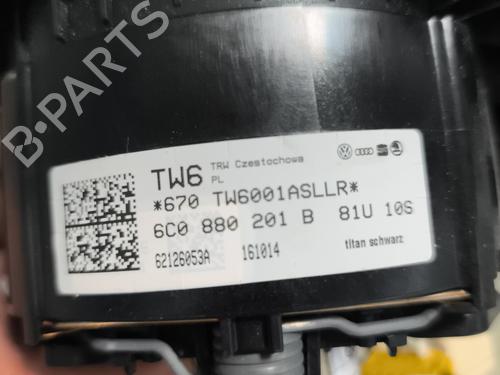 TW6
TRW Czestochowa
PL
*670 TW6001ASLLR*
6C0 880 201 B 81U 10S
62126053A 161014 titan schwarz
B-PARTS